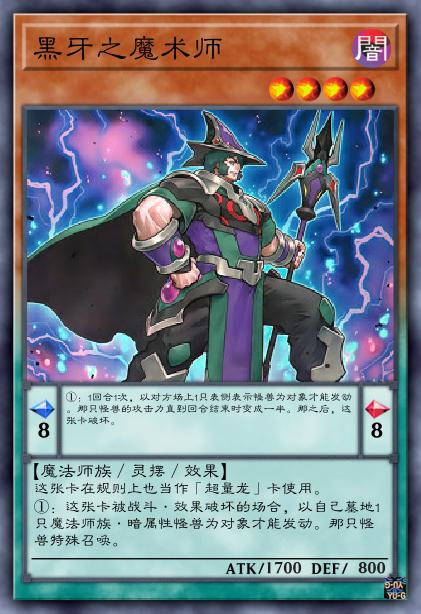 黑牙之魔术师
闇
①：1回合1次，以对方场上1只表侧表示怪兽为对象才能发动
。那只怪兽的攻击力直到回合结束时变成一半。那之后，这
张卡破坏。
8
8
【魔法师族／灵摆／效果】
这张卡在规则上也当作「超量龙」卡使用。
①：这张卡被战斗·效果破坏的场合，以自己墓地1
只魔法师族·暗属性怪兽为对象才能发动。那只怪
兽特殊召唤。
ATK/1700 DEF/ 800